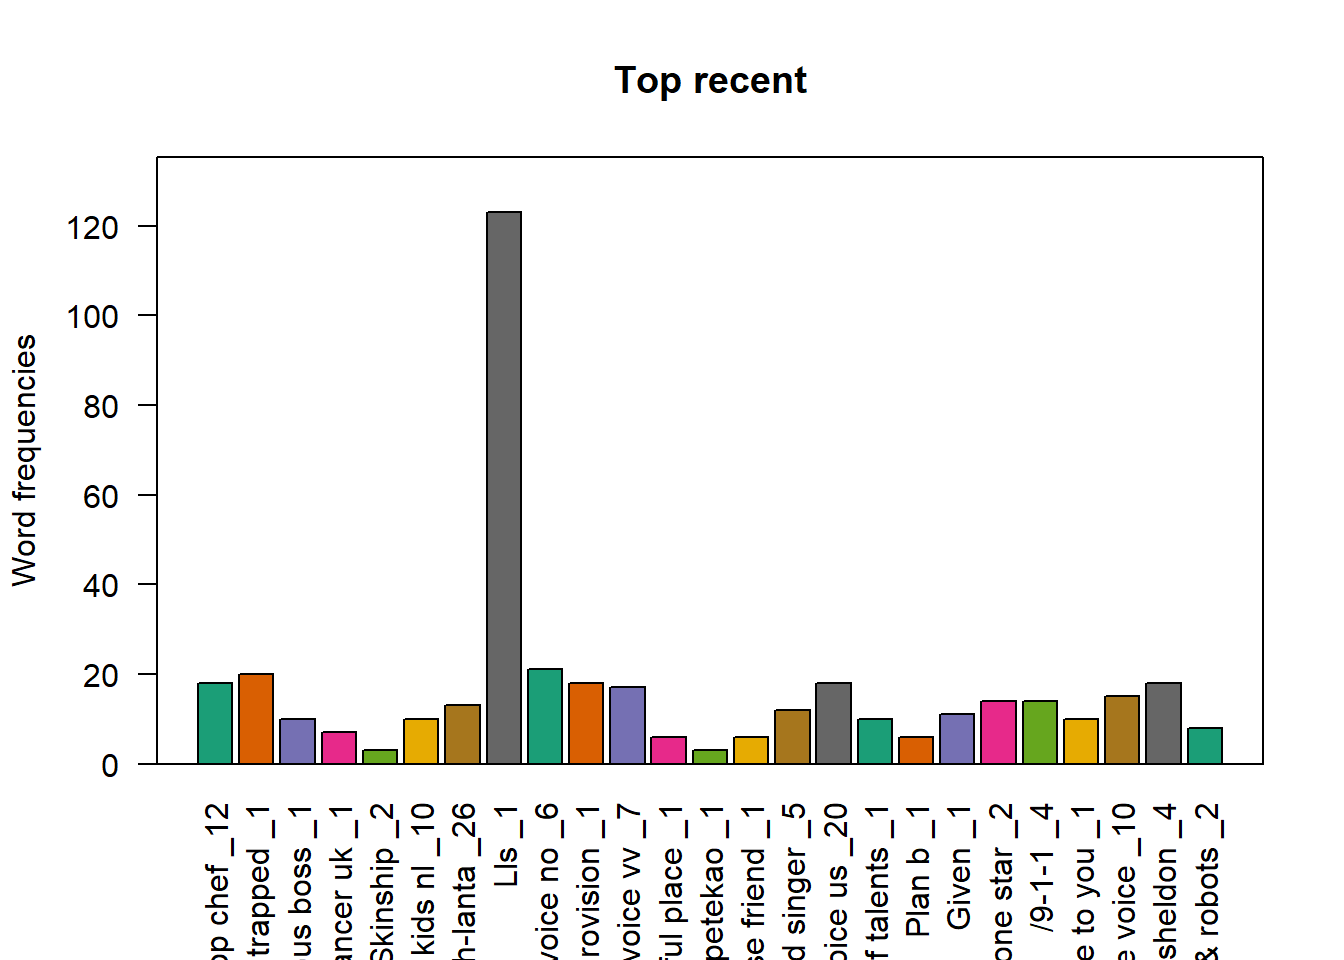 Top recent
Word frequencies
120
100
80
60
40
20
0
op chef _12
trapped _1
ous boss _1
ancer uk _1
Skinship _2
kids nl _10
h-lanta _26
Lls _1
voice no _6
rovision _1
voice vv _7
ful place _1
petekao _1
se friend _1
d singer _5
oice us _20
f talents _1
Plan b _1
Given _1
one star _2
/9-1-1 _4
e to you _1
e voice _10
sheldon _4
& robots _2